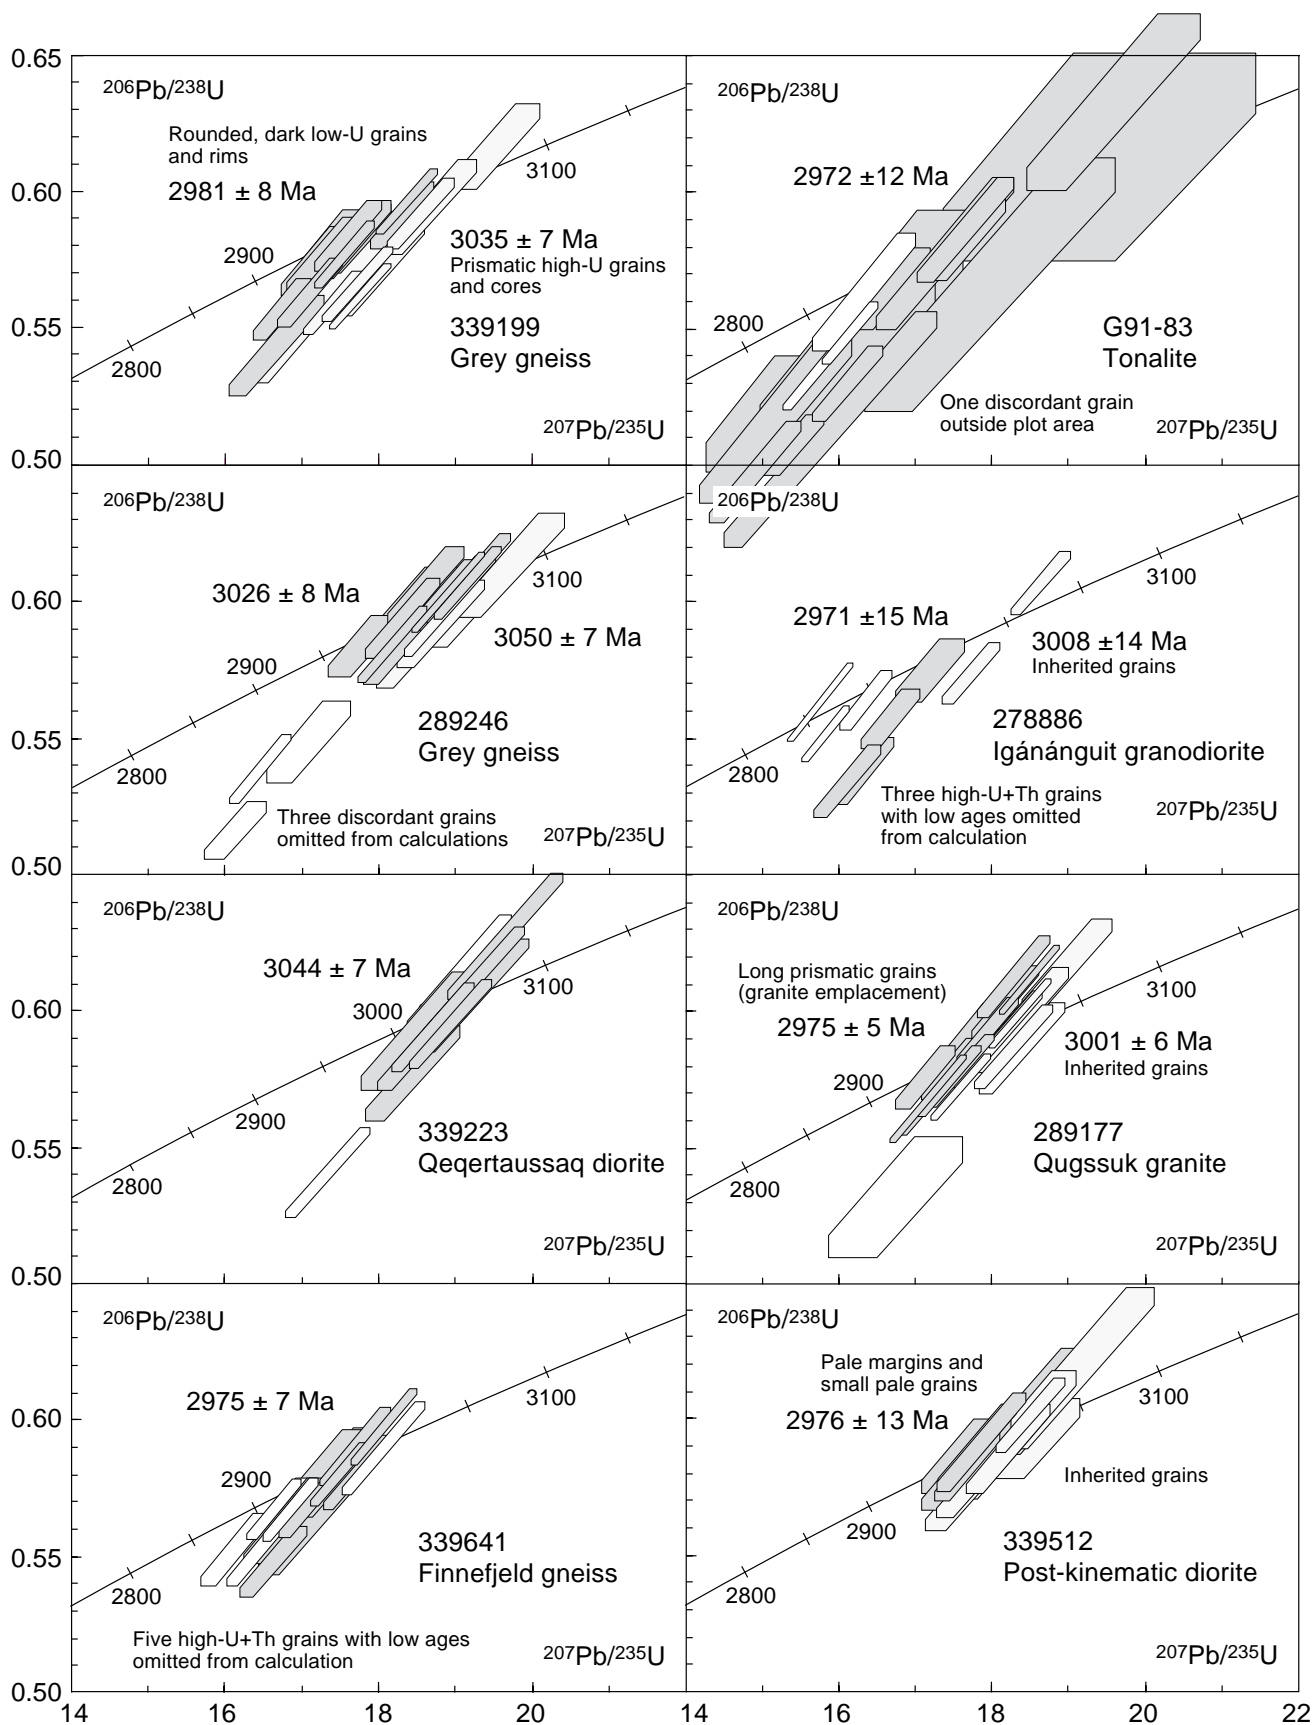 0.65
206Pb/238U
Rounded, dark low-U grains
and rims
2981 ± 8 Ma
0.60
3100
2900
3035 ± 7 Ma
Prismatic high-U grains
and cores
0.55
2800
339199
Grey gneiss
207Pb/235U
0.50
206Pb/238U
2972 ±12 Ma
2800
G91-83
Tonalite
One discordant grain
outside plot area
207Pb/235U
206Pb/238U
0.60
3026 ± 8 Ma
3100
3050 ± 7 Ma
2900
289246
Grey gneiss
0.55
2800
Three discordant grains
omitted from calculations
207Pb/235U
0.50
206Pb/238U
3100
2971 ±15 Ma
3008 ±14 Ma
Inherited grains
278886
Igánánguit granodiorite
2800
Three high-U+Th grains
with low ages omitted
from calculation
207Pb/235U
206Pb/238U
3044 ± 7 Ma
3100
0.60
3000
2900
339223
Qeqertaussaq diorite
0.55
2800
207Pb/235U
0.50
206Pb/238U
Long prismatic grains
(granite emplacement)
3100
2975 ± 5 Ma
3001 ± 6 Ma
Inherited grains
2900
289177
Qugssuk granite
2800
207Pb/235U
206Pb/238U
3100
2975 ± 7 Ma
0.60
2900
339641
Finnefjeld gneiss
0.55
2800
Five high-U+Th grains with low ages
omitted from calculation
207Pb/235U
0.50
206Pb/238U
Pale margins and
small pale grains
3100
2976 ± 13 Ma
Inherited grains
2900
339512
Post-kinematic diorite
2800
207Pb/235U
14 16 18 20 14 16 18 20 22